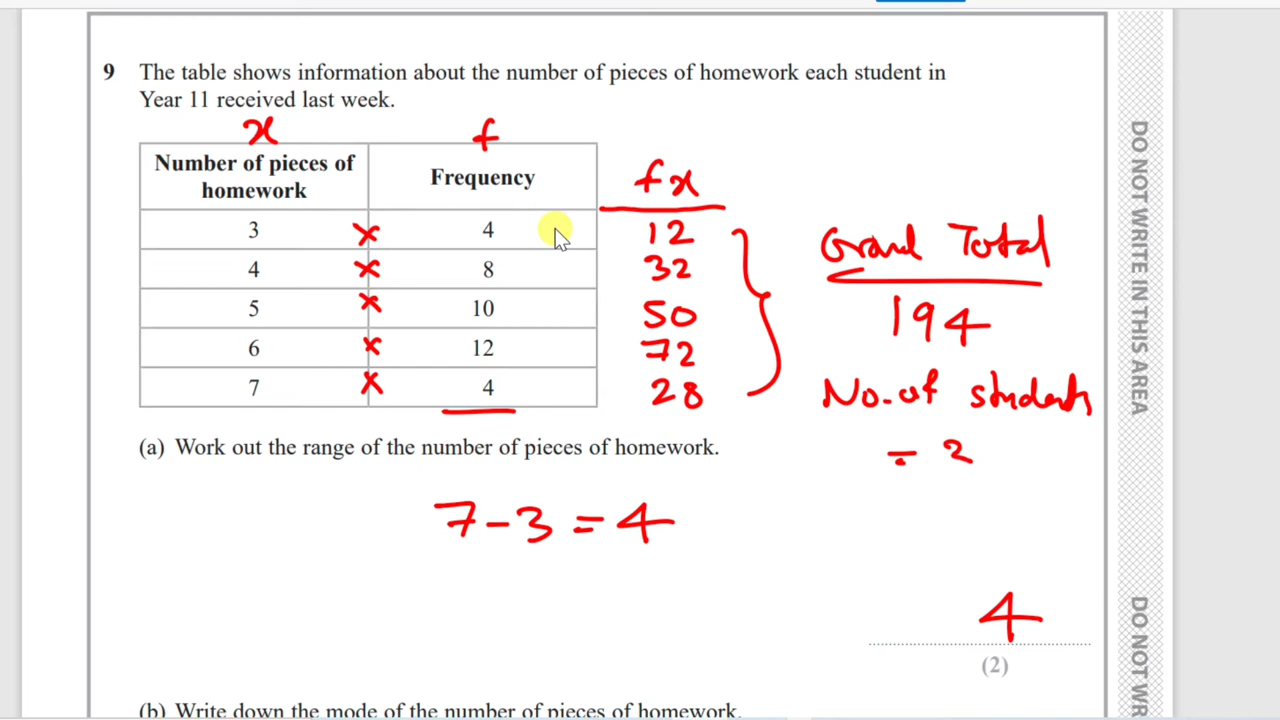 9 The table shows information about the number of pieces of homework each student in
Year 11 received last week.
x f
Number of pieces of homework Frequency fx
3 × 4 12
4 × 8 32
5 × 10 50
6 × 12 72
7 × 4 28
Grand Total
194
No. of students
= 2
(a) Work out the range of the number of pieces of homework.
7 - 3 = 4
4
(2)
(b) Write down the mode of the number of pieces of homework.
DO NOT WRITE IN THIS AREA
DO NOT WR